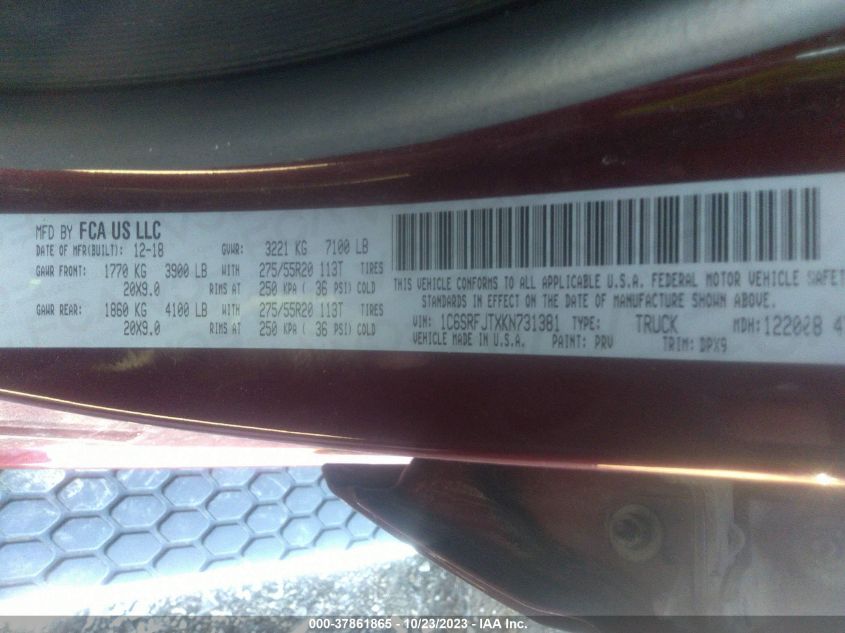 MFD BY FCA US LLC
DATE OF MFR(BUILT): 12-18 GVWR: 3221 KG 7100 LB
GAWR FRONT: 1770 KG 3900 LB WITH 275/55R20 113T TIRES
20X9.0 RIMS AT 250 KPA ( 36 PSI) COLD
GAWR REAR: 1860 KG 4100 LB WITH 275/55R20 113T TIRES
20X9.0 RIMS AT 250 KPA ( 36 PSI) COLD
THIS VEHICLE CONFORMS TO ALL APPLICABLE U.S.A. FEDERAL MOTOR VEHICLE SAFET
STANDARDS IN EFFECT ON THE DATE OF MANUFACTURE SHOWN ABOVE.
VIN: 1C6SRFJTXKN731381 TYPE: TRUCK MDH: 122008 4
VEHICLE MADE IN U.S.A. PAINT: PRV TRIM: DPX9
000-37861865 - 10/23/2023 - IAA Inc.